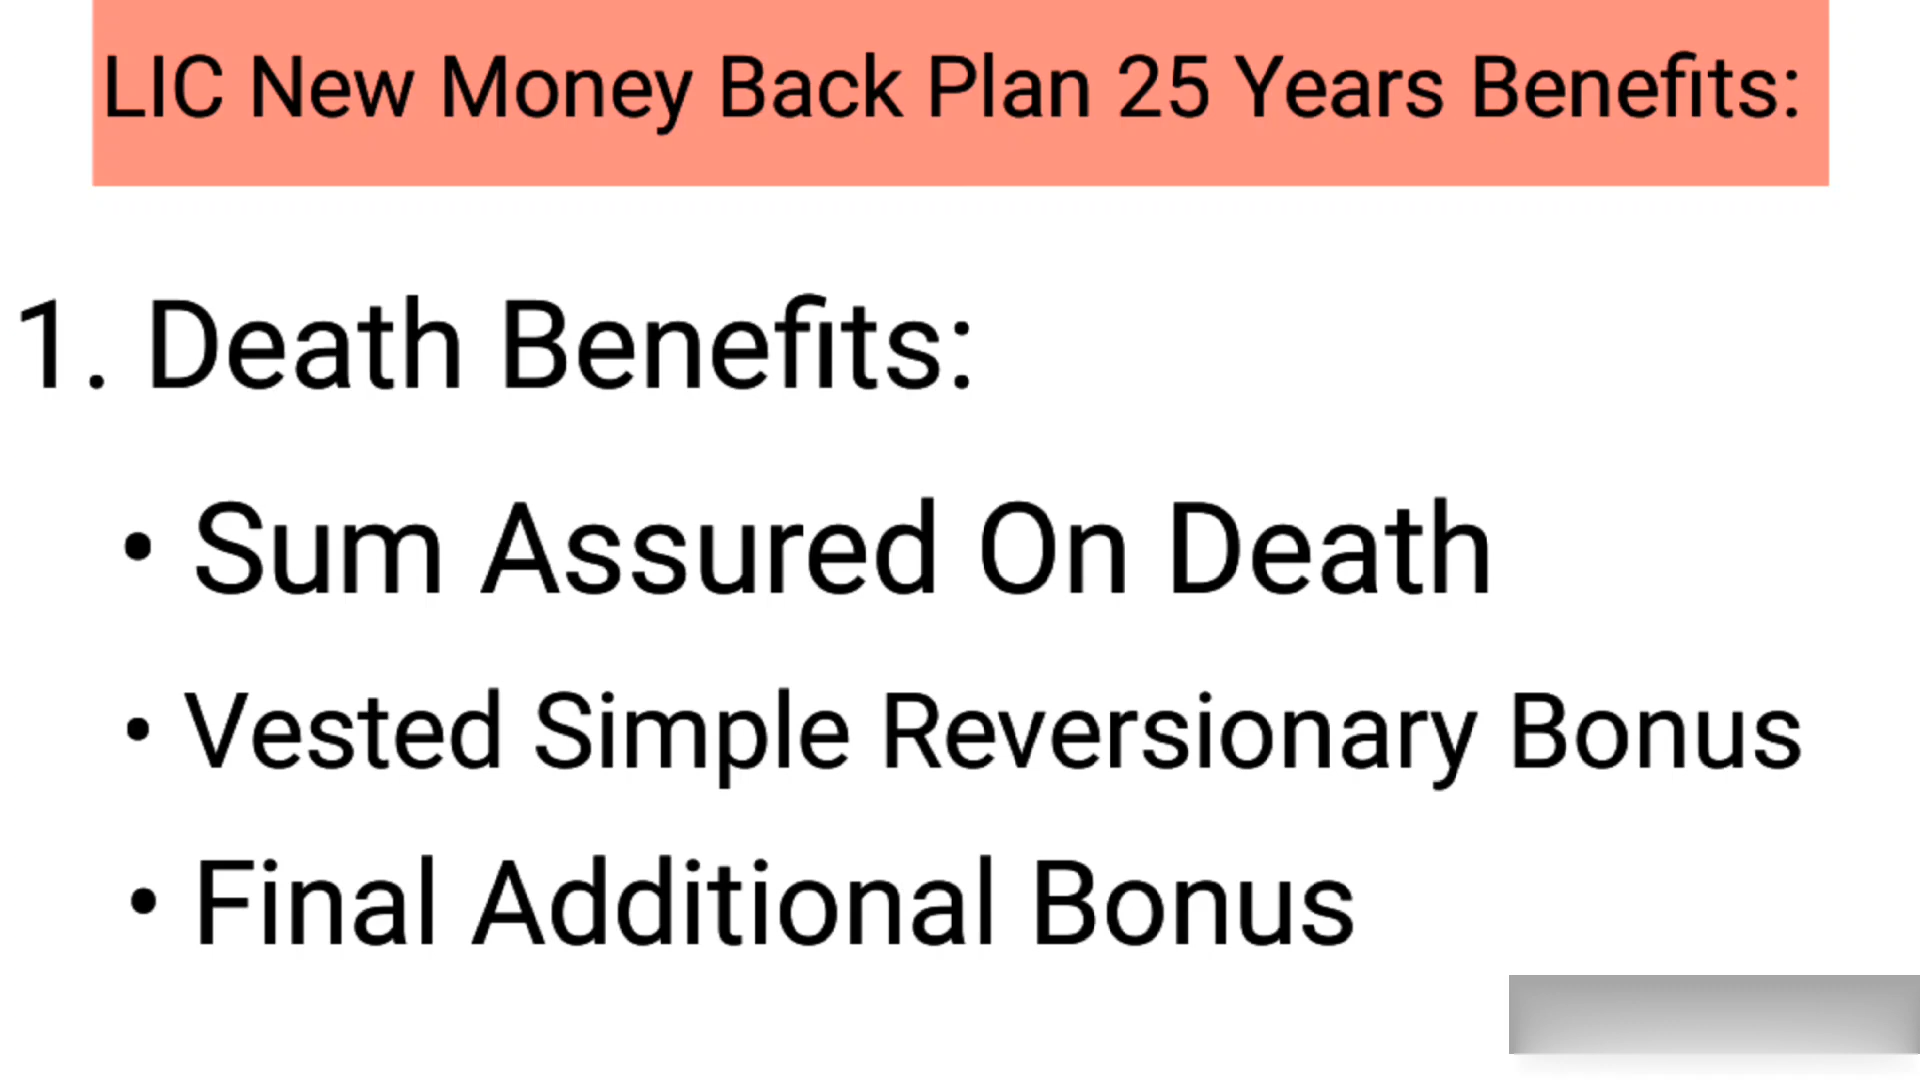 LIC New Money Back Plan 25 Years Benefits:
1. Death Benefits:
• Sum Assured On Death
• Vested Simple Reversionary Bonus
• Final Additional Bonus